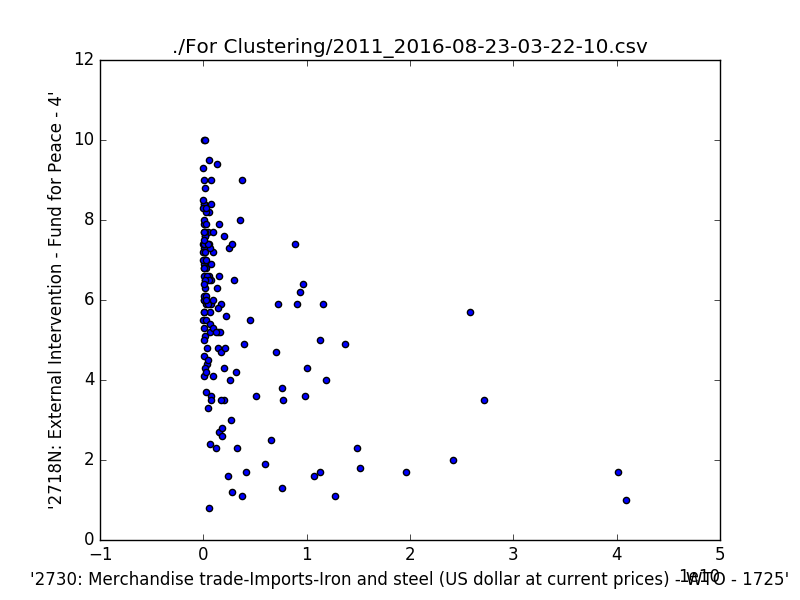 ./For Clustering/2011_2016-08-23-03-22-10.csv
12
10
8
6
4
2
0
'2718N: External Intervention - Fund for Peace - 4'
−1 0 1 2 3 4 5
1e10
'2730: Merchandise trade-Imports-Iron and steel (US dollar at current prices) - WTO - 1725'